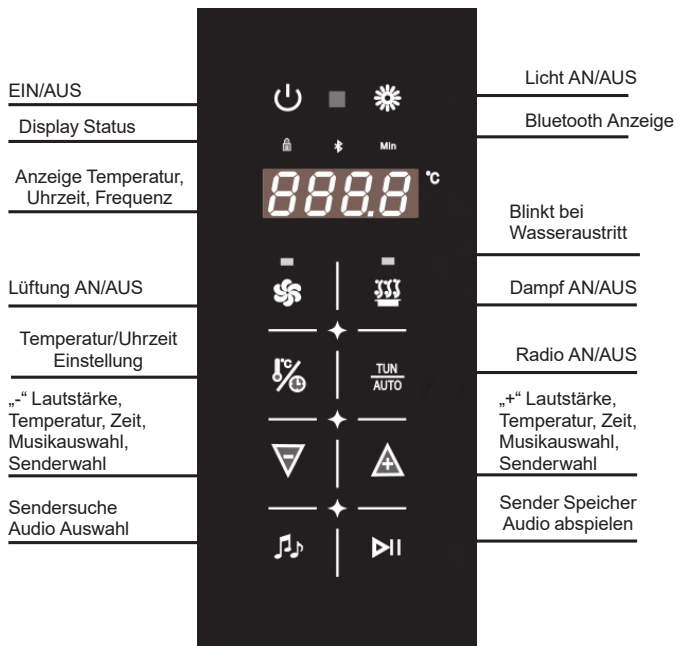 EIN/AUS
Display Status
Anzeige Temperatur,
Uhrzeit, Frequenz
Lüftung AN/AUS
Temperatur/Uhrzeit
Einstellung
„-“ Lautstärke,
Temperatur, Zeit,
Musikauswahl,
Senderwahl
Sendersuche
Audio Auswahl
Min
888.8 °C
°C
TUN
AUTO
Licht AN/AUS
Bluetooth Anzeige
Blinkt bei
Wasseraustritt
Dampf AN/AUS
Radio AN/AUS
„+“ Lautstärke,
Temperatur, Zeit,
Musikauswahl,
Senderwahl
Sender Speicher
Audio abspielen